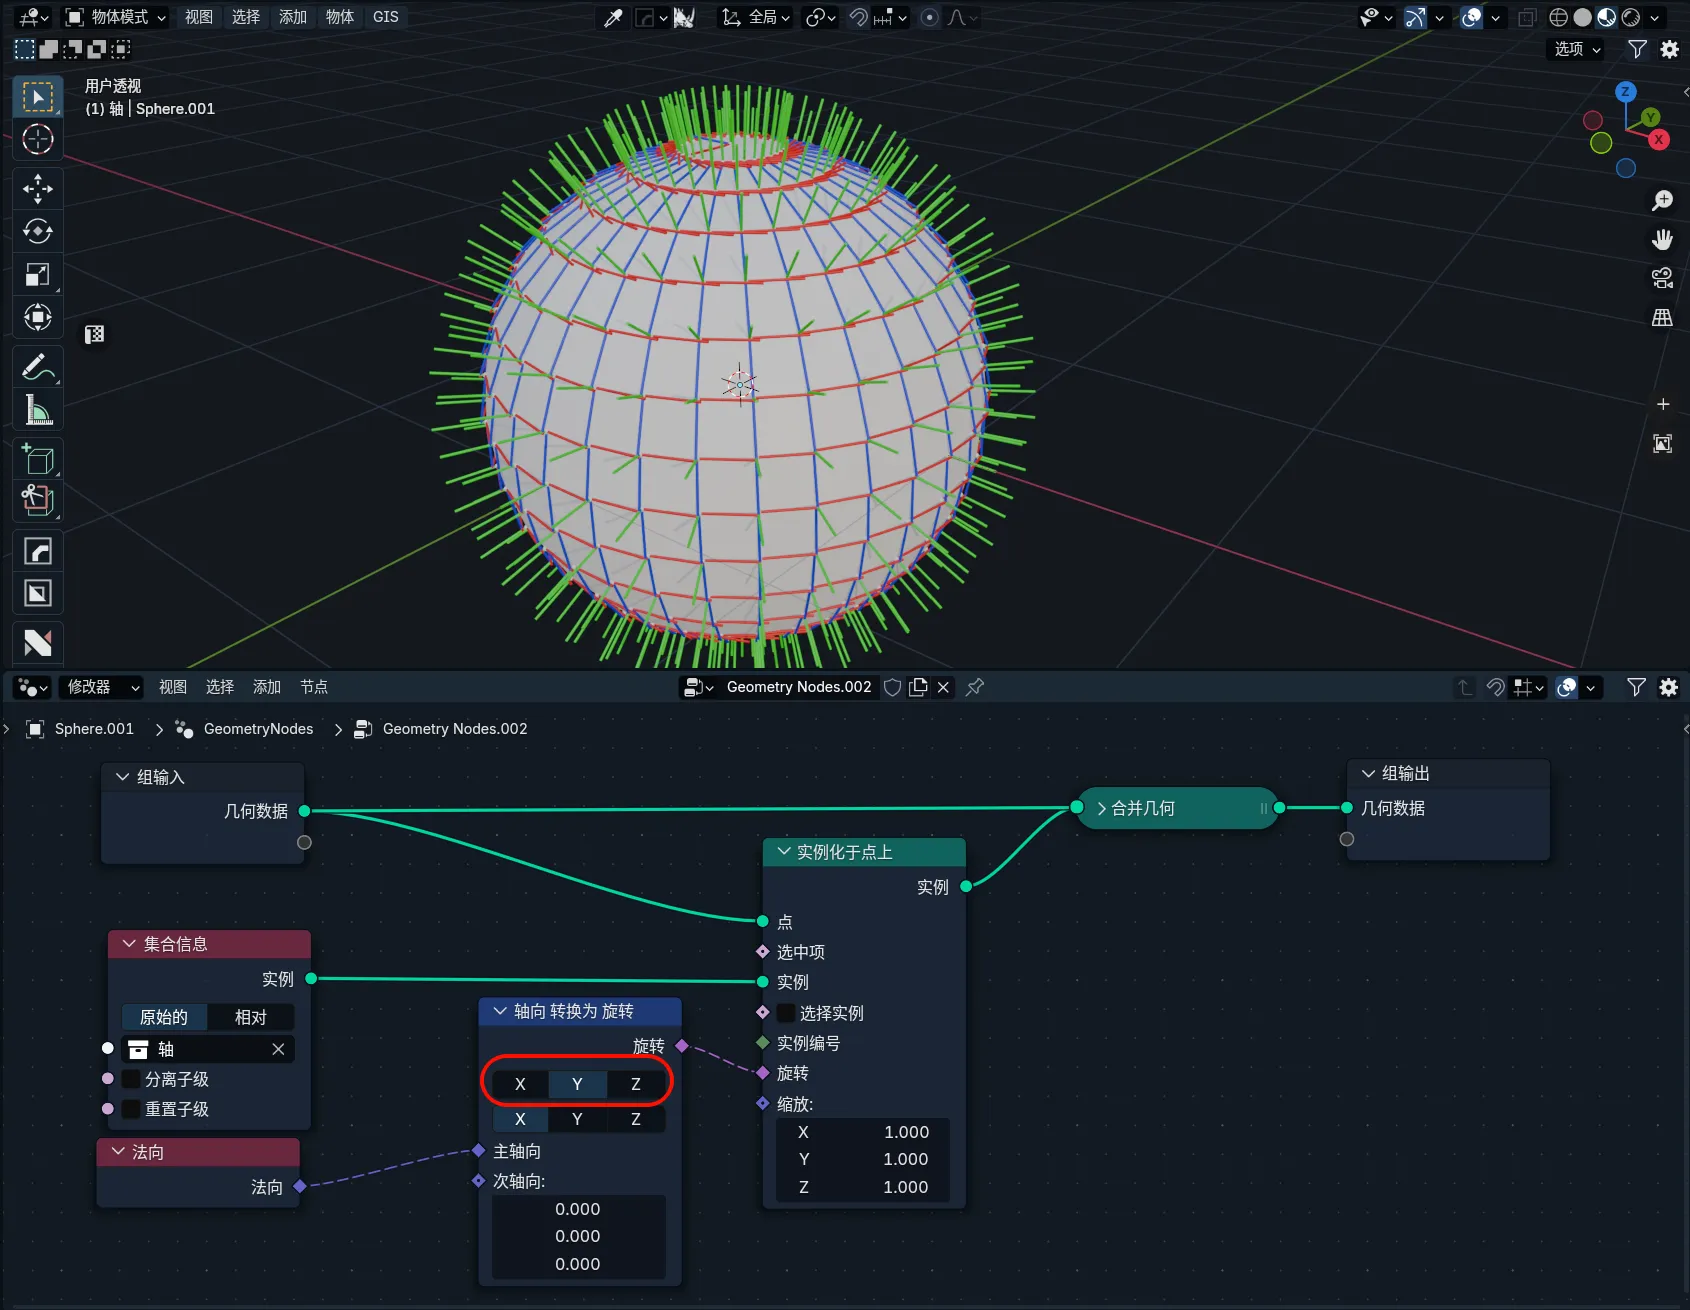 物体模式 视图 选择 添加 物体 GIS 全局
选项
用户透视
(1) 轴 | Sphere.001
Z
Y
X
修改器 视图 选择 添加 节点 Geometry Nodes.002
Sphere.001 GeometryNodes Geometry Nodes.002
组输入
几何数据
合并几何
组输出
几何数据
实例化于点上
实例
点
选中项
实例
选择实例
实例编号
旋转
缩放:
X 1.000
Y 1.000
Z 1.000
集合信息
实例
原始的 相对
轴
分离子级
重置子级
轴向 转换为 旋转
旋转
X Y Z
X Y Z
主轴向
次轴向:
0.000
0.000
0.000
法向
法向